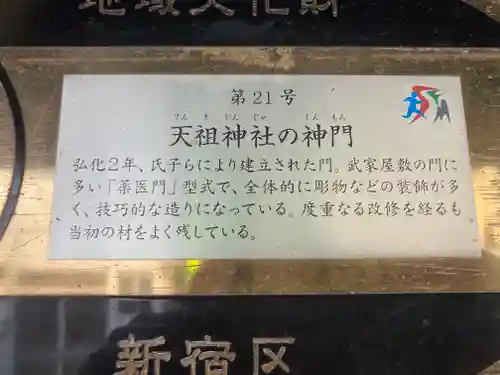 地域文化財
第21号
てんそじんじゃ しんもん
天祖神社の神門
弘化2年、氏子らにより建立された門。武家屋敷の門に
多い「薬医門」型式で、全体的に彫物などの装飾が多
く、技巧的な造りになっている。度重なる改修を経るも
当初の材をよく残している。
新宿区